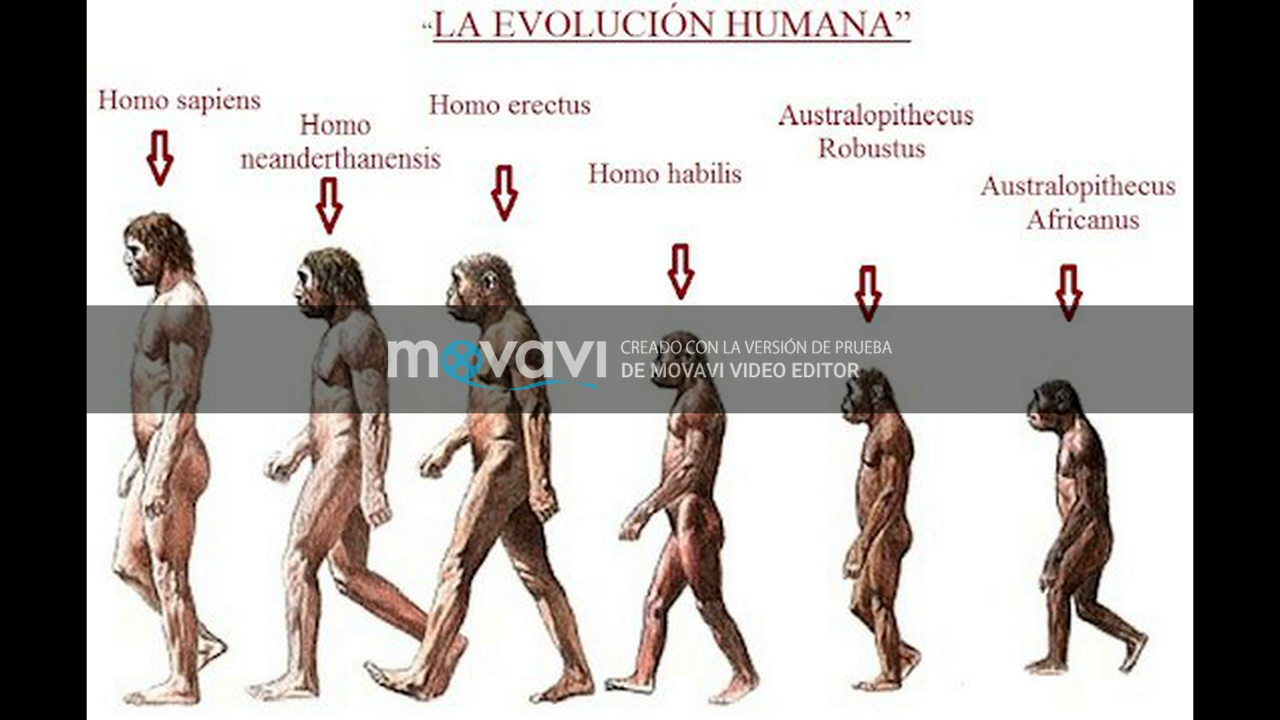 “LA EVOLUCIÓN HUMANA”
Homo sapiens
Homo
neanderthanensis
Homo erectus
Homo habilis
Australopithecus
Robustus
Australopithecus
Africanus
movavi
CREADO CON LA VERSIÓN DE PRUEBA
DE MOVAVI VIDEO EDITOR